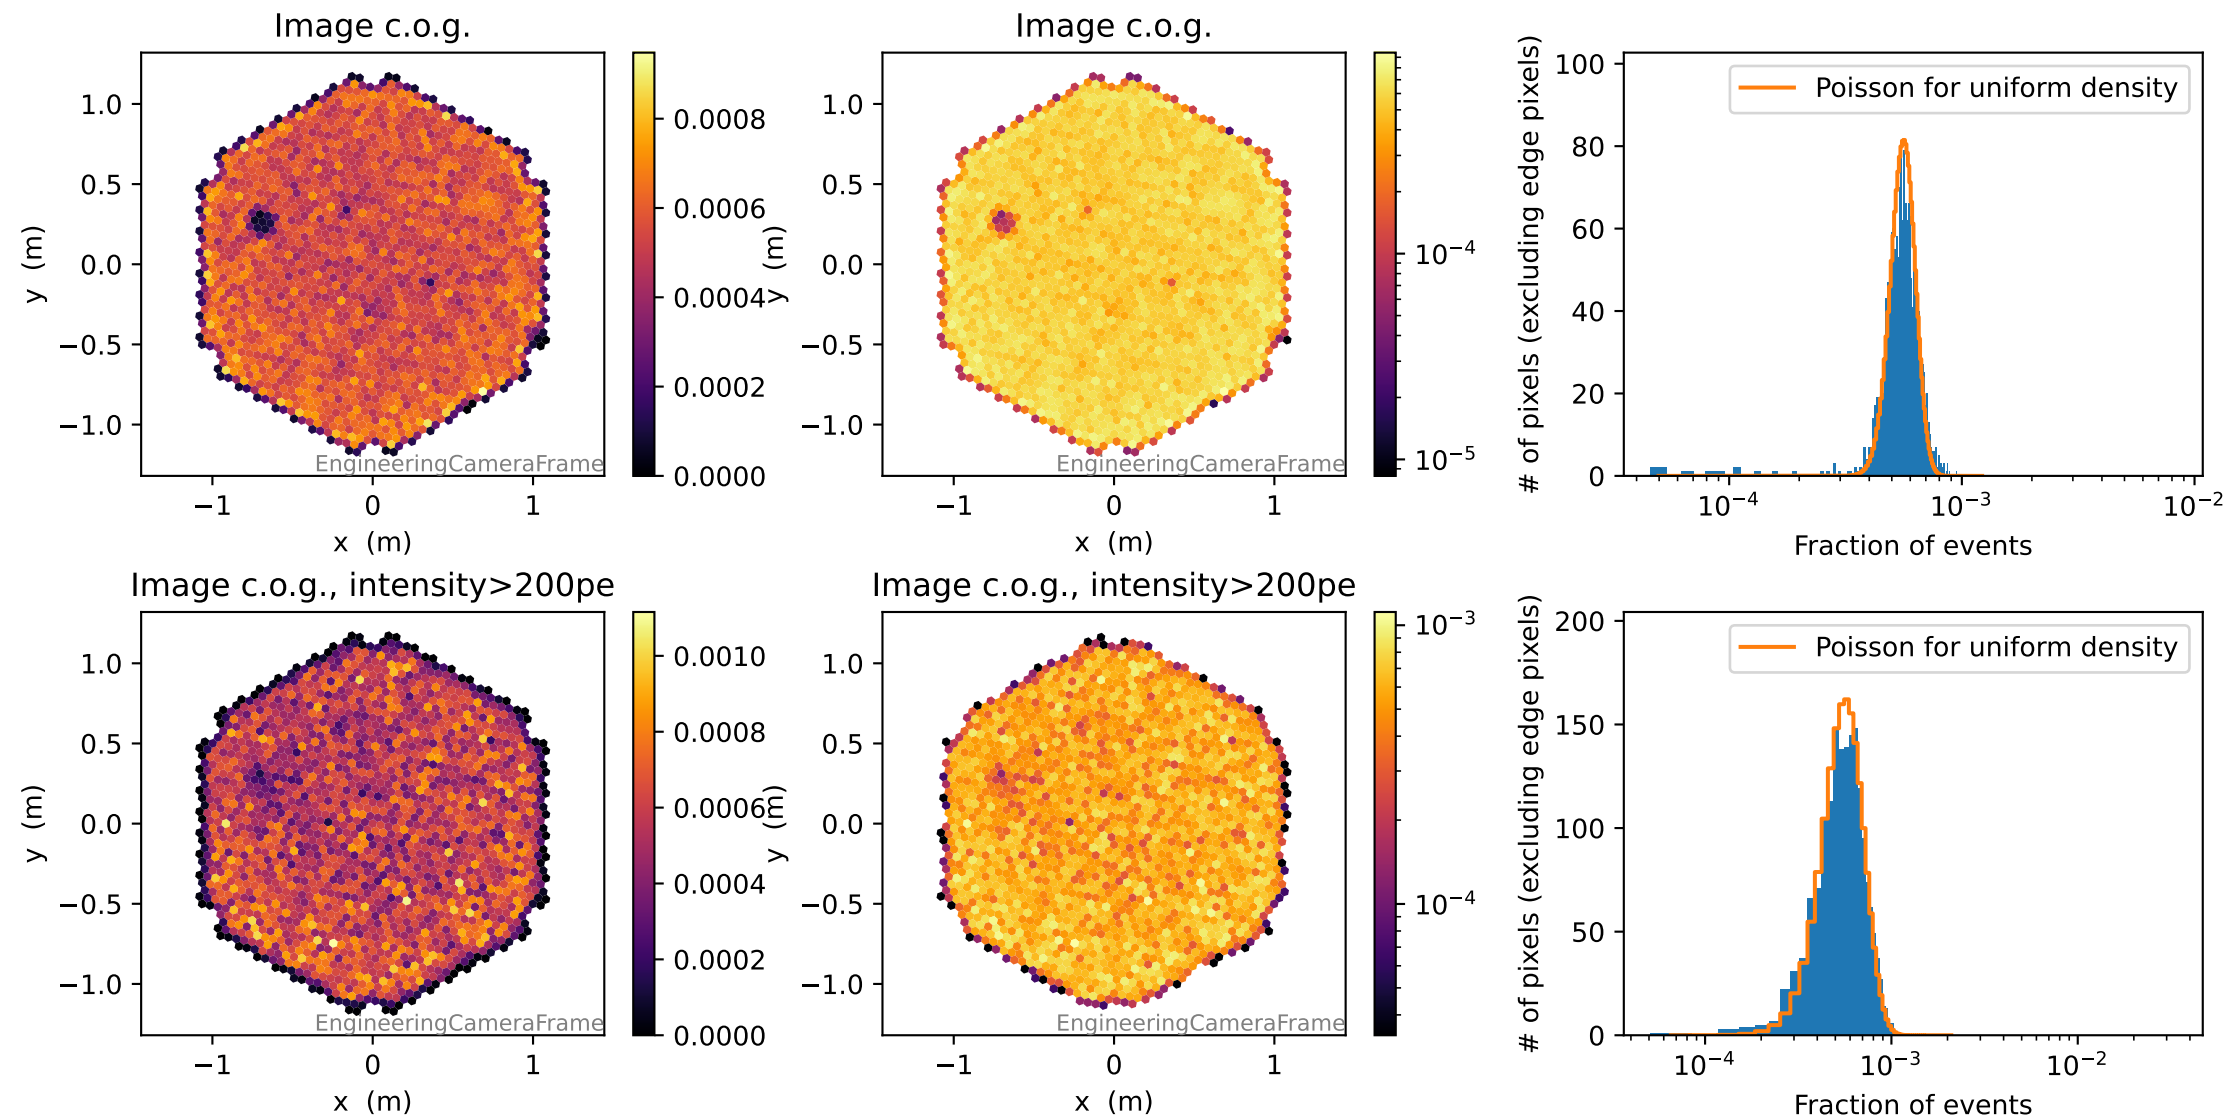 Image c.o.g.
1.0
0.5
0.0
−0.5
−1.0
y (m)
−1 0 1
x (m)
EngineeringCameraFrame
0.0008
0.0006
0.0004
0.0002
0.0000
Image c.o.g.
1.0
0.5
0.0
−0.5
−1.0
y (m)
−1 0 1
x (m)
EngineeringCameraFrame
10⁻⁴
10⁻⁵
100
80
60
40
20
0
# of pixels (excluding edge pixels)
Poisson for uniform density
10⁻⁴ 10⁻³ 10⁻²
Fraction of events
Image c.o.g., intensity>200pe
1.0
0.5
0.0
−0.5
−1.0
y (m)
−1 0 1
x (m)
EngineeringCameraFrame
0.0010
0.0008
0.0006
0.0004
0.0002
0.0000
Image c.o.g., intensity>200pe
1.0
0.5
0.0
−0.5
−1.0
y (m)
−1 0 1
x (m)
EngineeringCameraFrame
10⁻³
10⁻⁴
200
150
100
50
0
# of pixels (excluding edge pixels)
Poisson for uniform density
10⁻⁴ 10⁻³ 10⁻²
Fraction of events